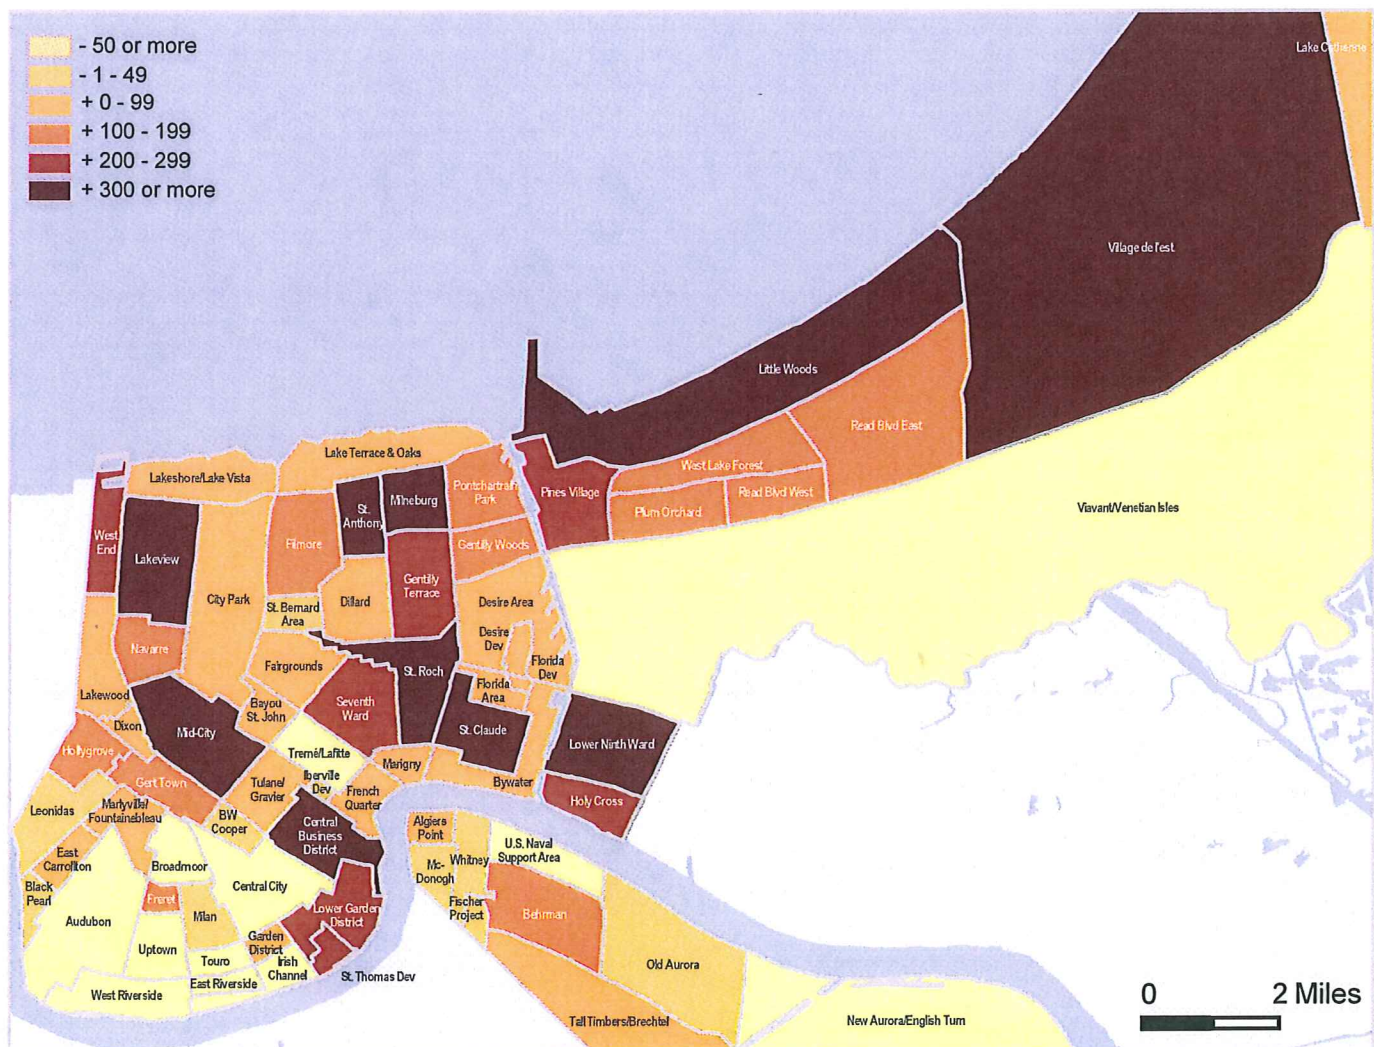 - 50 or more
- 1 - 49
+ 0 - 99
+ 100 - 199
+ 200 - 299
+ 300 or more
Lake Catherine
Village de l'est
Little Woods
Read Blvd East
West Lake Forest
Read Blvd West
Plum Orchard
Pines Village
Viavant/Venetian Isles
Lake Terrace & Oaks
Lakeshore/Lake Vista
Pontchartrain
Park
Milneburg
St.
Anthony
West
End
Lakeview
Filmore
Gentilly Woods
Gentilly
Terrace
City Park
St. Bernard
Area
Dillard
Desire Area
Desire
Dev
Navarre
Fairgrounds
St. Roch
Florida
Dev
Florida
Area
Lakewood
Bayou
St. John
Seventh
Ward
Dixon
Mid-City
St. Claude
Lower Ninth Ward
Hollygrove
Tremé/Lafitte
Marigny
Gert Town
Tulane/
Gravier
Iberville
Dev
French
Quarter
Bywater
Holy Cross
Leonidas
Marlyville/
Fountainebleau
BW
Cooper
Central
Business
District
Algiers
Point
U.S. Naval
Support Area
East
Carrollton
Broadmoor
Mc-
Donogh
Whitney
Black
Pearl
Central City
Freret
Lower Garden
District
Fischer
Project
Behrman
Audubon
Milan
Garden
District
Uptown
Touro
Irish
Channel
Old Aurora
St. Thomas Dev
East Riverside
West Riverside
Tall Timbers/Brechtel
New Aurora/English Turn
0 2 Miles